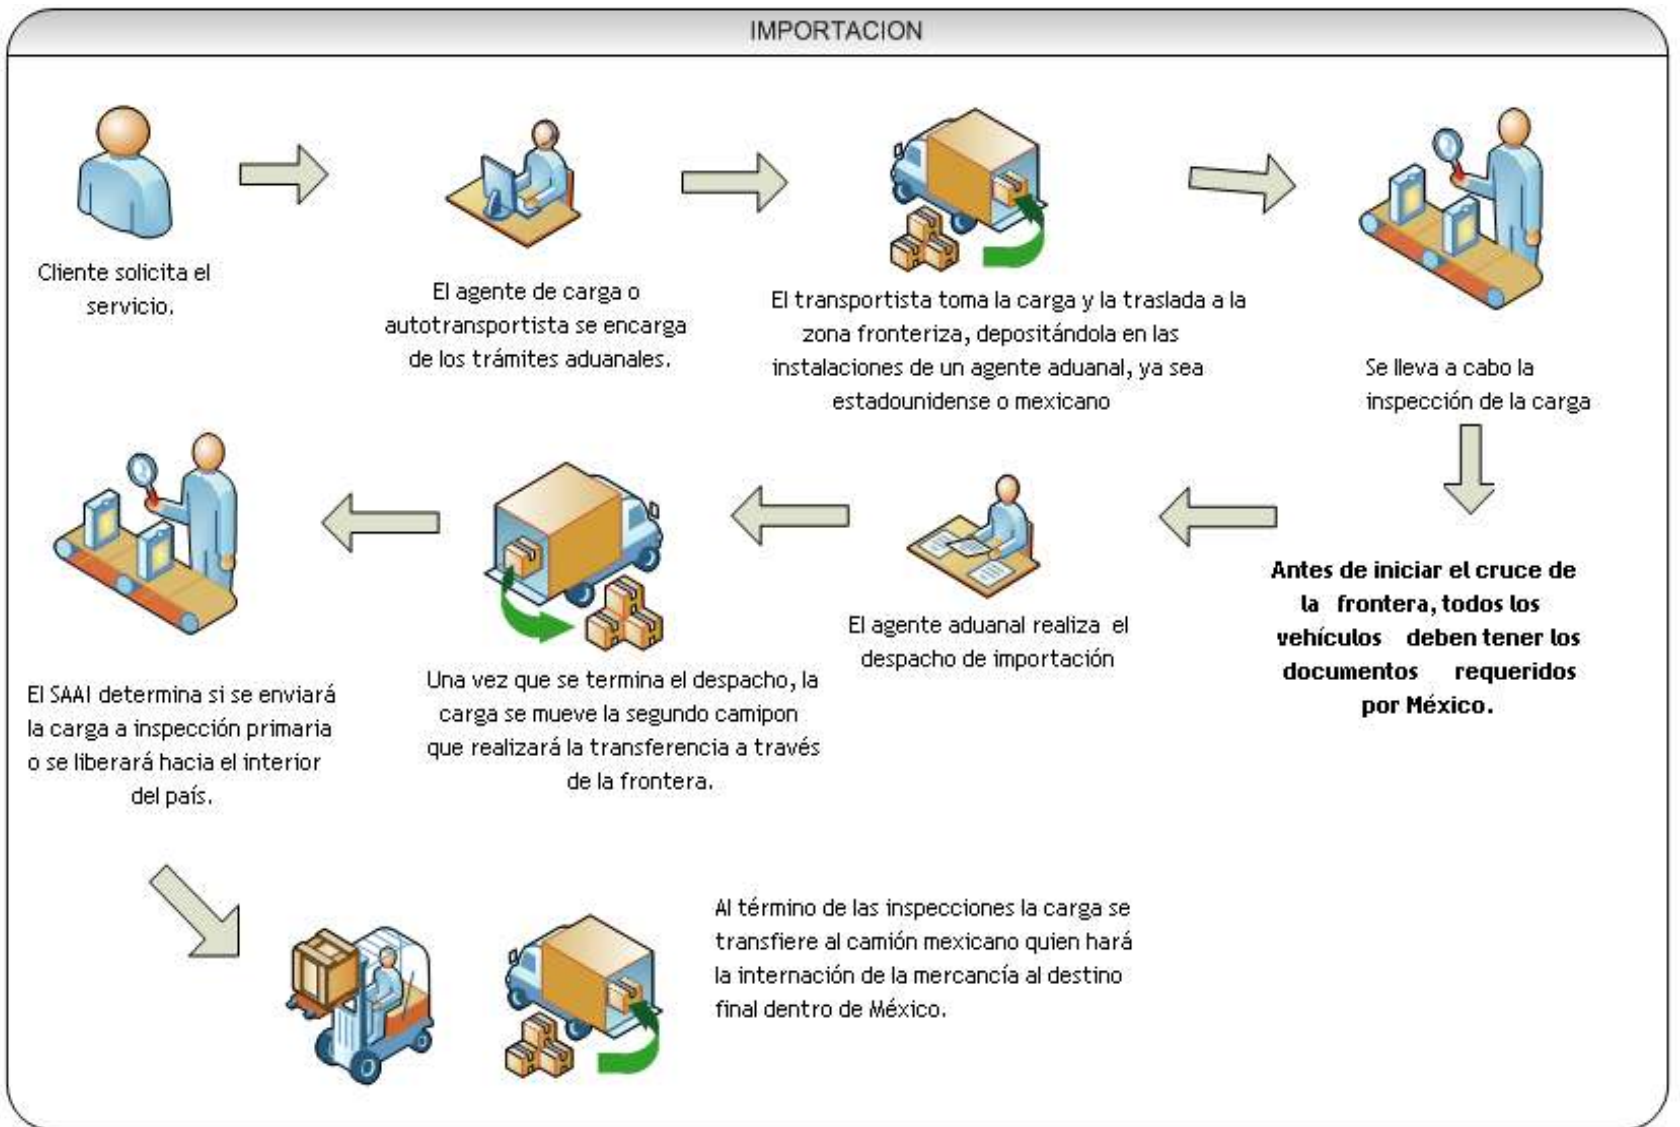 IMPORTACION
Cliente solicita el
servicio.
El agente de carga o
autotransportista se encarga
de los trámites aduanales.
El transportista toma la carga y la traslada a la
zona fronteriza, depositándola en las
instalaciones de un agente aduanal, ya sea
estadounidense o mexicano
Se lleva a cabo la
inspección de la carga
Antes de iniciar el cruce de
la frontera, todos los
vehículos deben tener los
documentos requeridos
por México.
El agente aduanal realiza el
despacho de importación
Una vez que se termina el despacho, la
carga se mueve la segundo camipon
que realizará la transferencia a través
de la frontera.
El SAAI determina si se enviará
la carga a inspección primaria
o se liberará hacia el interior
del país.
Al término de las inspecciones la carga se
transfiere al camión mexicano quien hará
la internación de la mercancía al destino
final dentro de México.